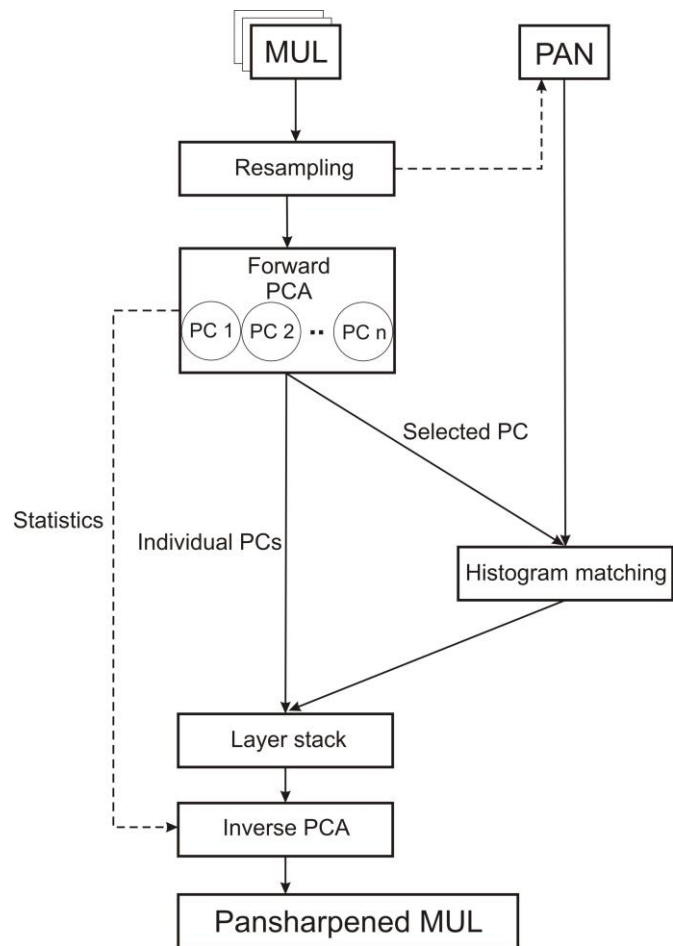 MUL
PAN
Resampling
Forward
PCA
PC 1
PC 2
..
PC n
Selected PC
Statistics
Individual PCs
Histogram matching
Layer stack
Inverse PCA
Pansharpened MUL